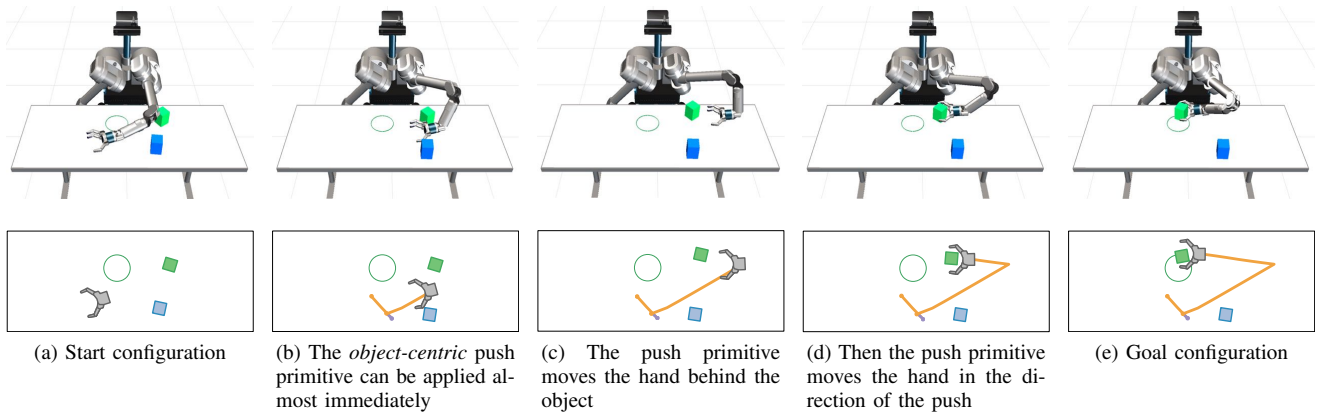 (a) Start configuration
(b) The object-centric push
primitive can be applied al-
most immediately
(c) The push primitive
moves the hand behind the
object
(d) Then the push primitive
moves the hand in the di-
rection of the push
(e) Goal configuration